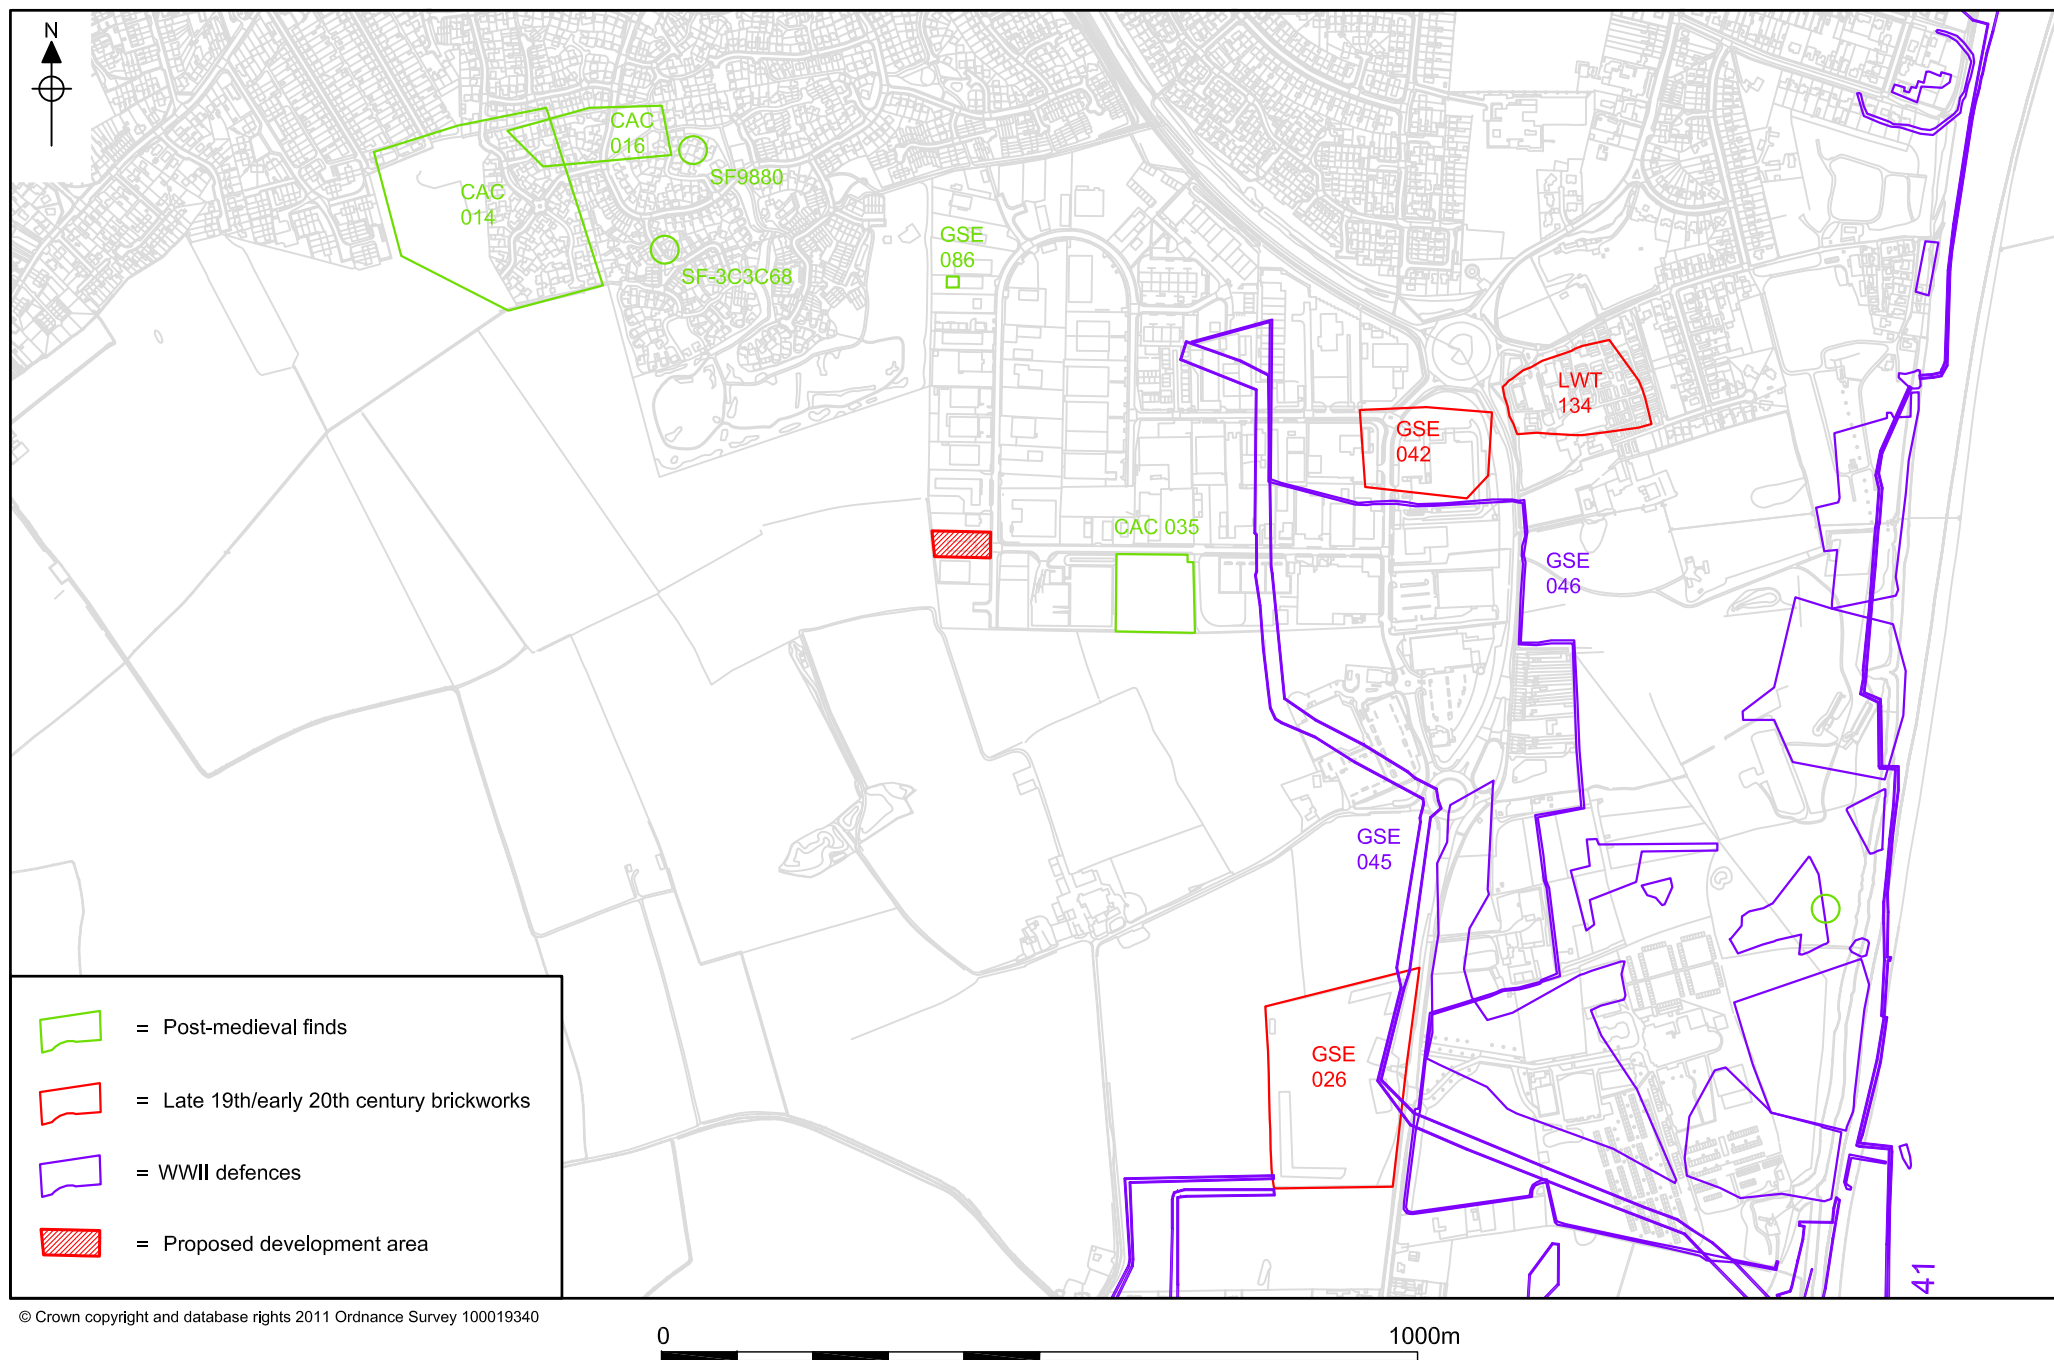 N
CAC
016
SF9880
CAC
014
SF-3C3C68
GSE
086
LWT
134
GSE
042
CAC 035
GSE
046
GSE
045
GSE
026
41
= Post-medieval finds
= Late 19th/early 20th century brickworks
= WWII defences
= Proposed development area
© Crown copyright and database rights 2011 Ordnance Survey 100019340
0 1000m